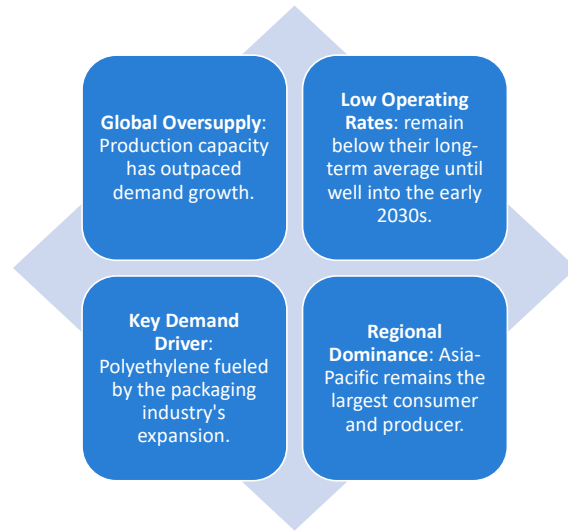 Global Oversupply:
Production capacity
has outpaced
demand growth.
Low Operating
Rates: remain
below their long-
term average until
well into the early
2030s.
Key Demand
Driver:
Polyethylene fueled
by the packaging
industry's
expansion.
Regional
Dominance: Asia-
Pacific remains the
largest consumer
and producer.